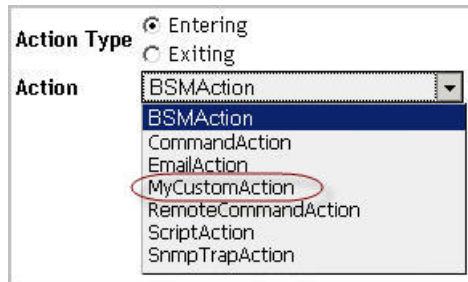 Action Type
Entering
Exiting
Action
BSMAction
BSMAction
CommandAction
EmailAction
MyCustomAction
RemoteCommandAction
ScriptAction
SnmpTrapAction